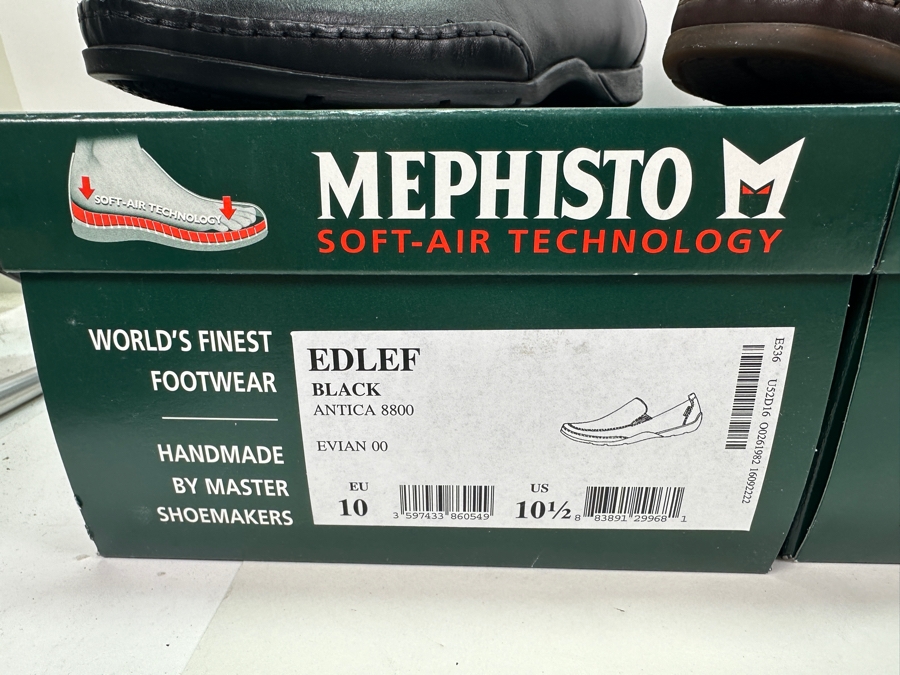 SOFT-AIR TECHNOLOGY
MEPHISTO
SOFT-AIR TECHNOLOGY
WORLD'S FINEST
FOOTWEAR
HANDMADE
BY MASTER
SHOEMAKERS
EDLEF
BLACK
ANTICA 8800
EVIAN 00
EU
10
3 597433 860549
US
10½
8 83891 29968 1
E536 U52D16 O0261982 16092222